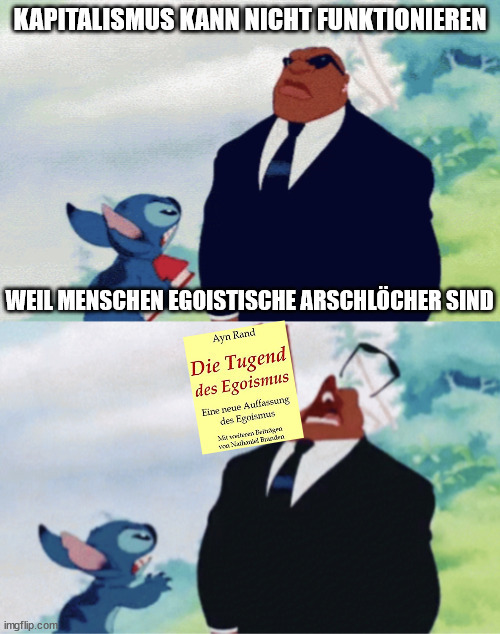 KAPITALISMUS KANN NICHT FUNKTIONIEREN
WEIL MENSCHEN EGOISTISCHE ARSCHLÖCHER SIND
Ayn Rand
Die Tugend
des Egoismus
Eine neue Auffassung
des Egoismus
Mit weiteren Beiträgen
von Nathaniel Branden
imgflip.com